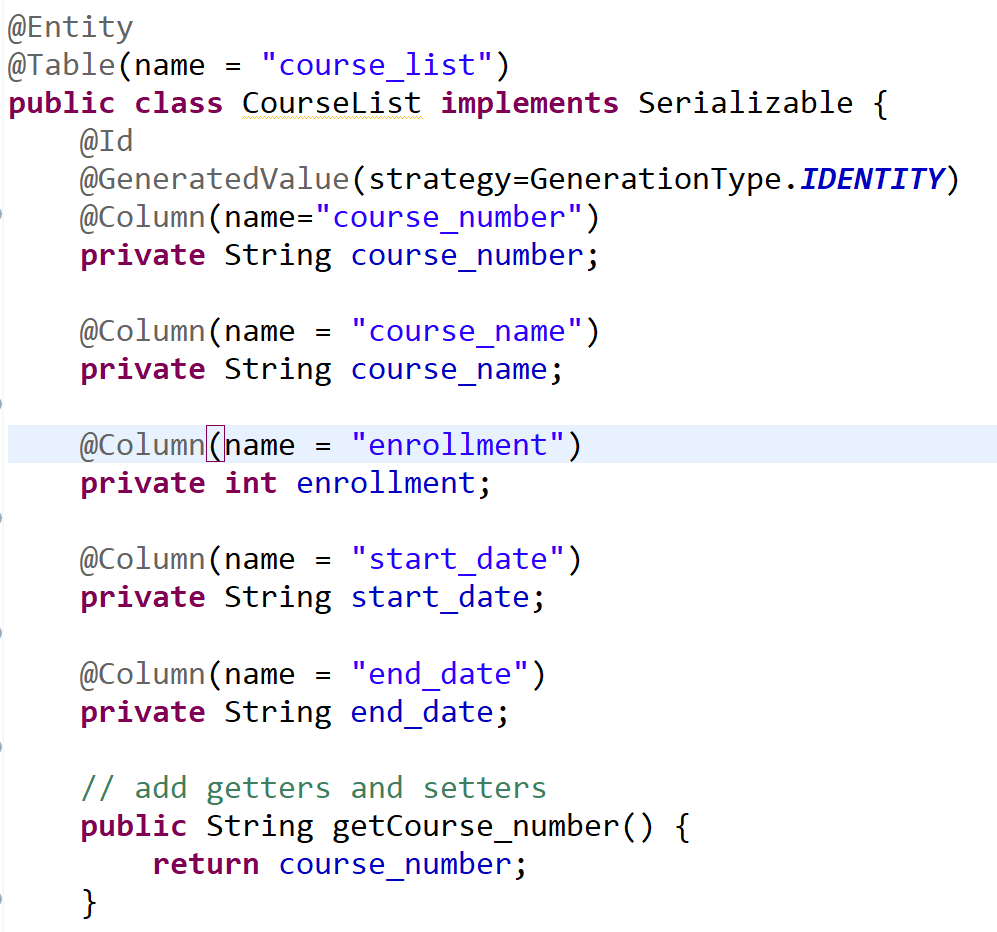 @Entity
@Table(name = "course_list")
public class CourseList implements Serializable {
    @Id
    @GeneratedValue(strategy=GenerationType.IDENTITY)
    @Column(name="course_number")
    private String course_number;

    @Column(name = "course_name")
    private String course_name;

    @Column(name = "enrollment")
    private int enrollment;

    @Column(name = "start_date")
    private String start_date;

    @Column(name = "end_date")
    private String end_date;

    // add getters and setters
    public String getCourse_number() {
        return course_number;
    }